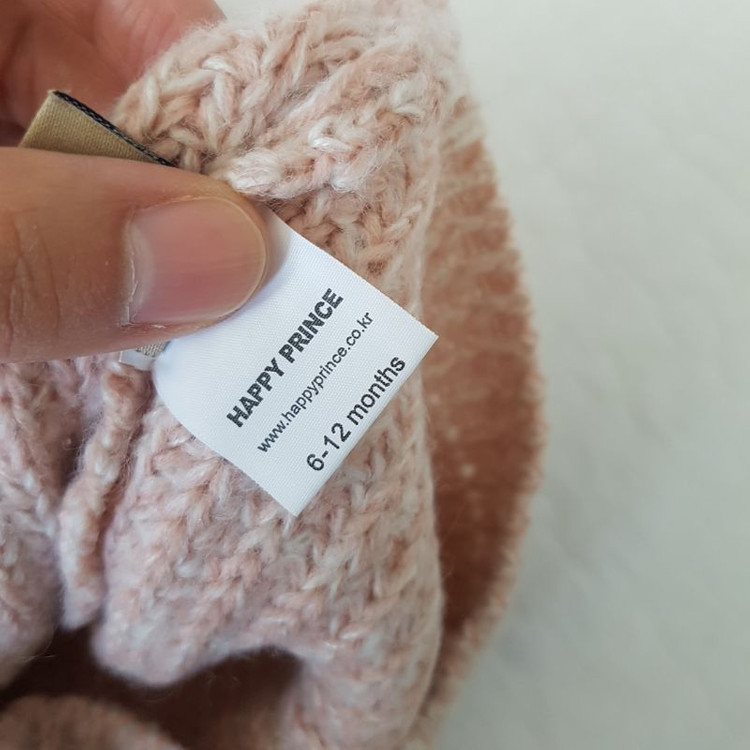 HAPPY PRINCE
www.happyprince.co.kr
6-12 months